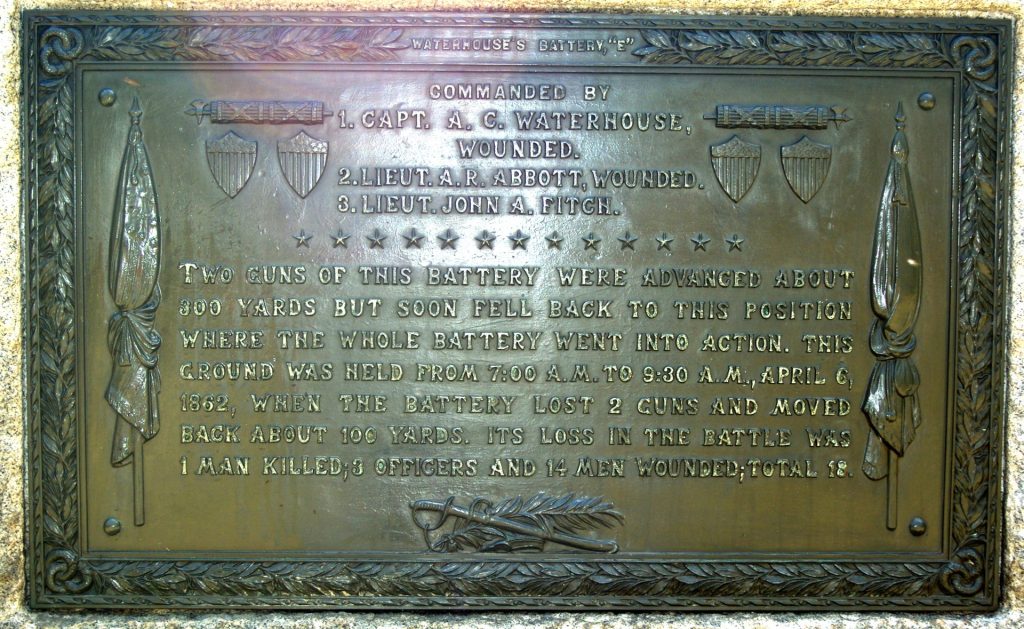 WATERHOUSE'S BATTERY, "E"
COMMANDED BY
1. CAPT. A. C. WATERHOUSE,
WOUNDED.
2. LIEUT. A. R. ABBOTT, WOUNDED.
3. LIEUT. JOHN A. FITCH.
TWO GUNS OF THIS BATTERY WERE ADVANCED ABOUT
300 YARDS BUT SOON FELL BACK TO THIS POSITION
WHERE THE WHOLE BATTERY WENT INTO ACTION. THIS
GROUND WAS HELD FROM 7:00 A.M. TO 9:30 A.M., APRIL 6,
1862, WHEN THE BATTERY LOST 2 GUNS AND MOVED
BACK ABOUT 100 YARDS. ITS LOSS IN THE BATTLE WAS
1 MAN KILLED; 3 OFFICERS AND 14 MEN WOUNDED; TOTAL 18.